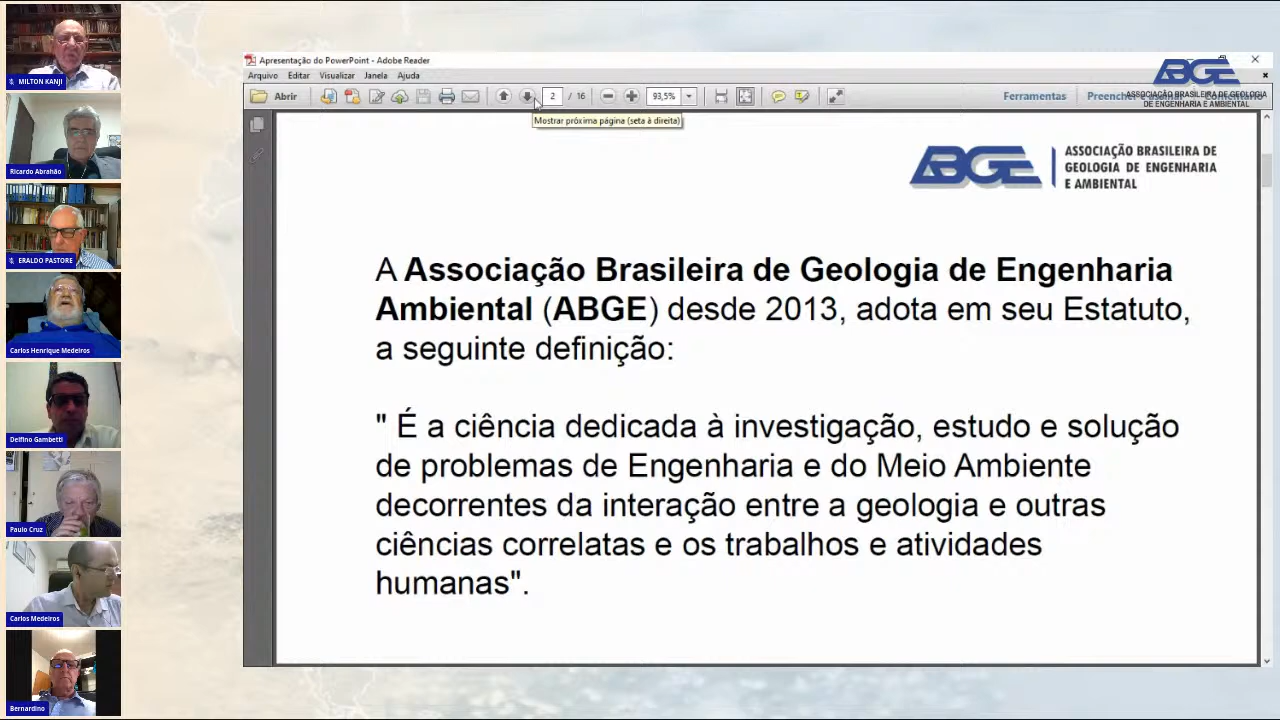 MILTON KANJI
Ricardo Abrahão
ERALDO PASTORE
Carlos Henrique Medeiros
Delfino Gambetti
Paulo Cruz
Carlos Medeiros
Bernardino
Apresentação do PowerPoint - Adobe Reader
Arquivo Editar Visualizar Janela Ajuda
Abrir 2 / 16 93,5% Ferramentas
Mostrar próxima página (seta à direita)
ABGE
ASSOCIAÇÃO BRASILEIRA DE GEOLOGIA
DE ENGENHARIA E AMBIENTAL
ABGE
ASSOCIAÇÃO BRASILEIRA DE
GEOLOGIA DE ENGENHARIA
E AMBIENTAL
A Associação Brasileira de Geologia de Engenharia
Ambiental (ABGE) desde 2013, adota em seu Estatuto,
a seguinte definição:
" É a ciência dedicada à investigação, estudo e solução
de problemas de Engenharia e do Meio Ambiente
decorrentes da interação entre a geologia e outras
ciências correlatas e os trabalhos e atividades
humanas".